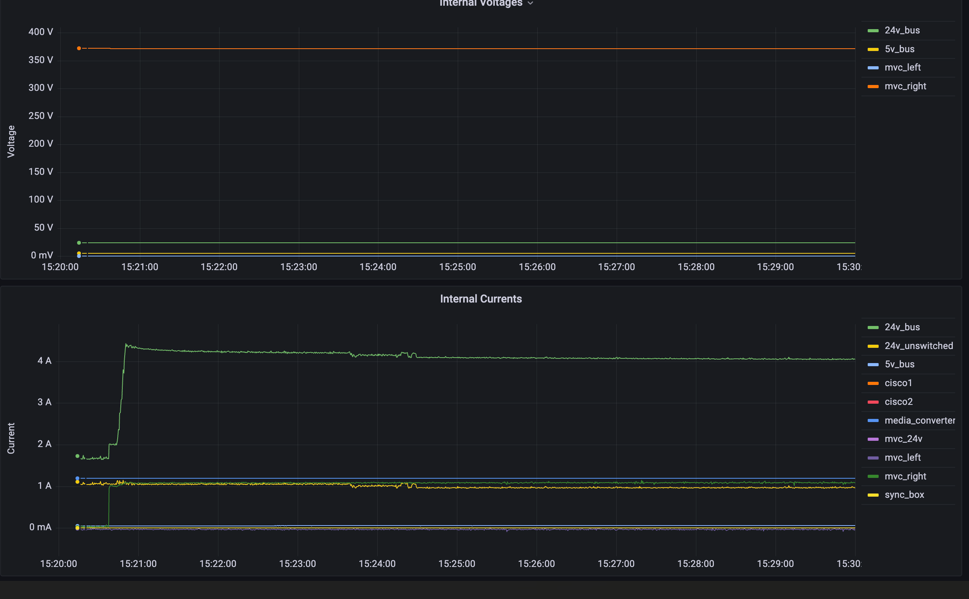 Internal Voltages
400 V
350 V
300 V
250 V
200 V
150 V
100 V
50 V
0 mV
Voltage
15:20:00 15:21:00 15:22:00 15:23:00 15:24:00 15:25:00 15:26:00 15:27:00 15:28:00 15:29:00 15:30
24v_bus
5v_bus
mvc_left
mvc_right
Internal Currents
4 A
3 A
2 A
1 A
0 mA
Current
15:20:00 15:21:00 15:22:00 15:23:00 15:24:00 15:25:00 15:26:00 15:27:00 15:28:00 15:29:00 15:30
24v_bus
24v_unswitched
5v_bus
cisco1
cisco2
media_converter
mvc_24v
mvc_left
mvc_right
sync_box